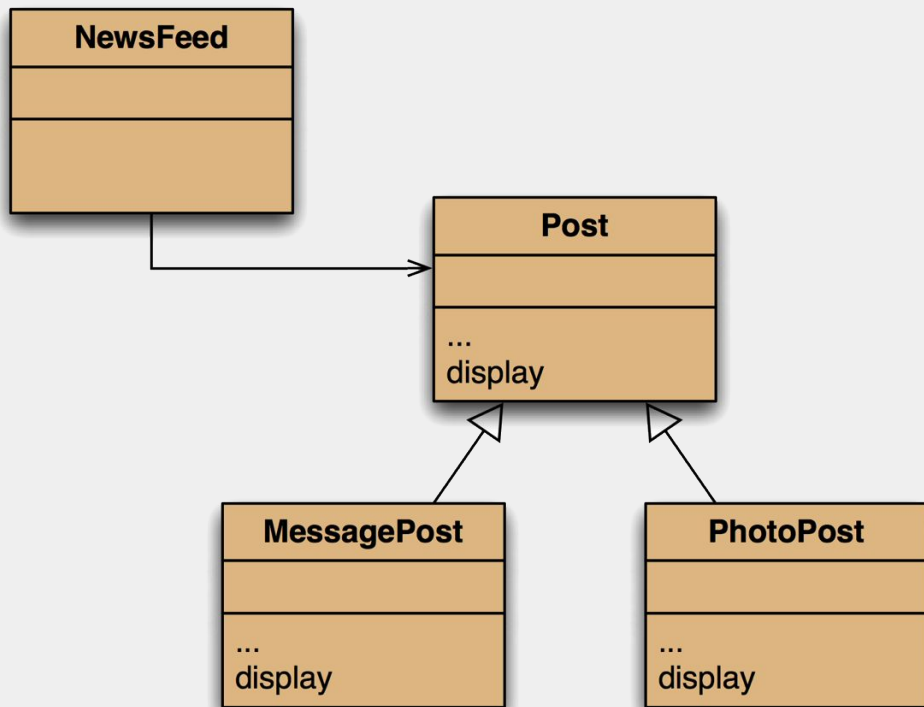 NewsFeed
Post
...
display
MessagePost
...
display
PhotoPost
...
display